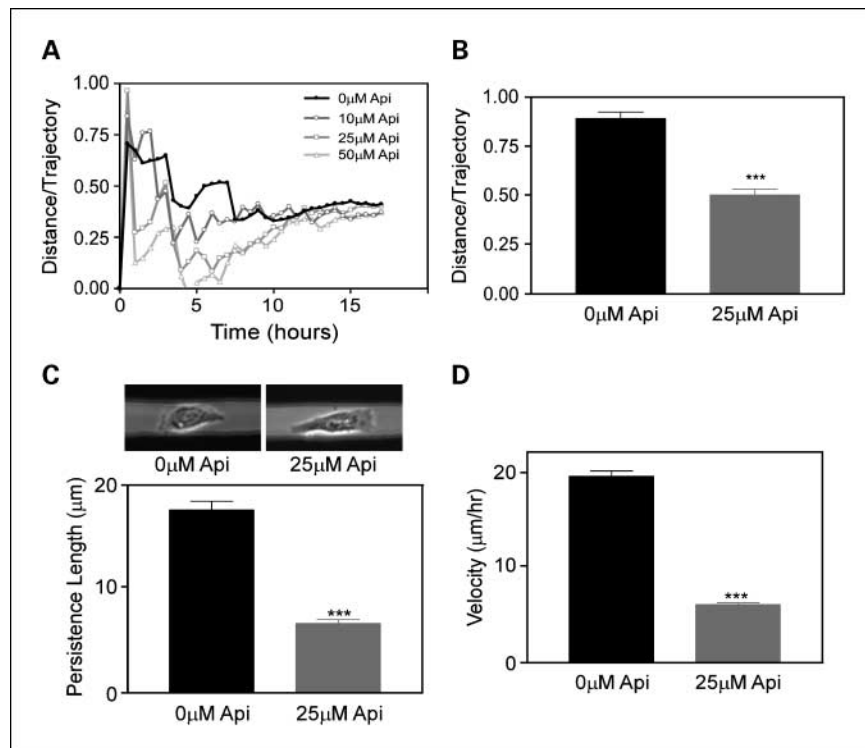 A
Distance/Trajectory
1.00
0.75
0.50
0.25
0.00
0 5 10 15
Time (hours)
0μM Api
10μM Api
25μM Api
50μM Api
B
Distance/Trajectory
1.00
0.75
0.50
0.25
0.00
***
0μM Api 25μM Api
C
0μM Api 25μM Api
Persistence Length (μm)
20
10
0
***
0μM Api 25μM Api
D
Velocity (μm/hr)
20
10
0
***
0μM Api 25μM Api